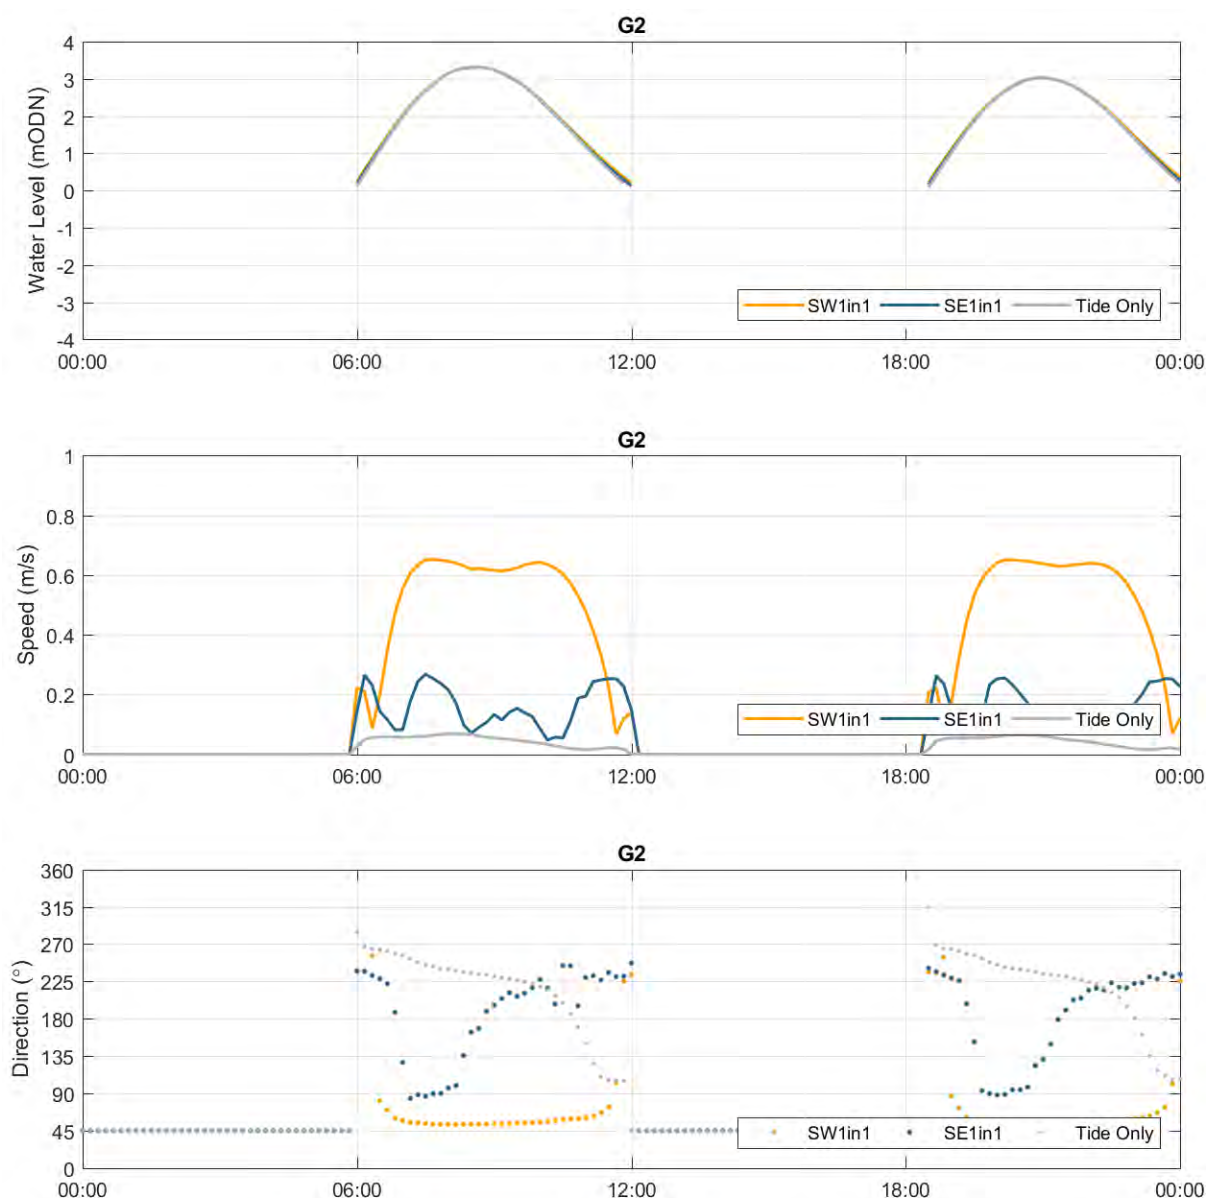 G2
Water Level (mODN)
4
3
2
1
0
-1
-2
-3
-4
SW1in1 SE1in1 Tide Only
00:00 06:00 12:00 18:00 00:00
G2
Speed (m/s)
1
0.8
0.6
0.4
0.2
0
SW1in1 SE1in1 Tide Only
00:00 06:00 12:00 18:00 00:00
G2
Direction (°)
360
315
270
225
180
135
90
45
0
SW1in1 SE1in1 Tide Only
00:00 06:00 12:00 18:00 00:00